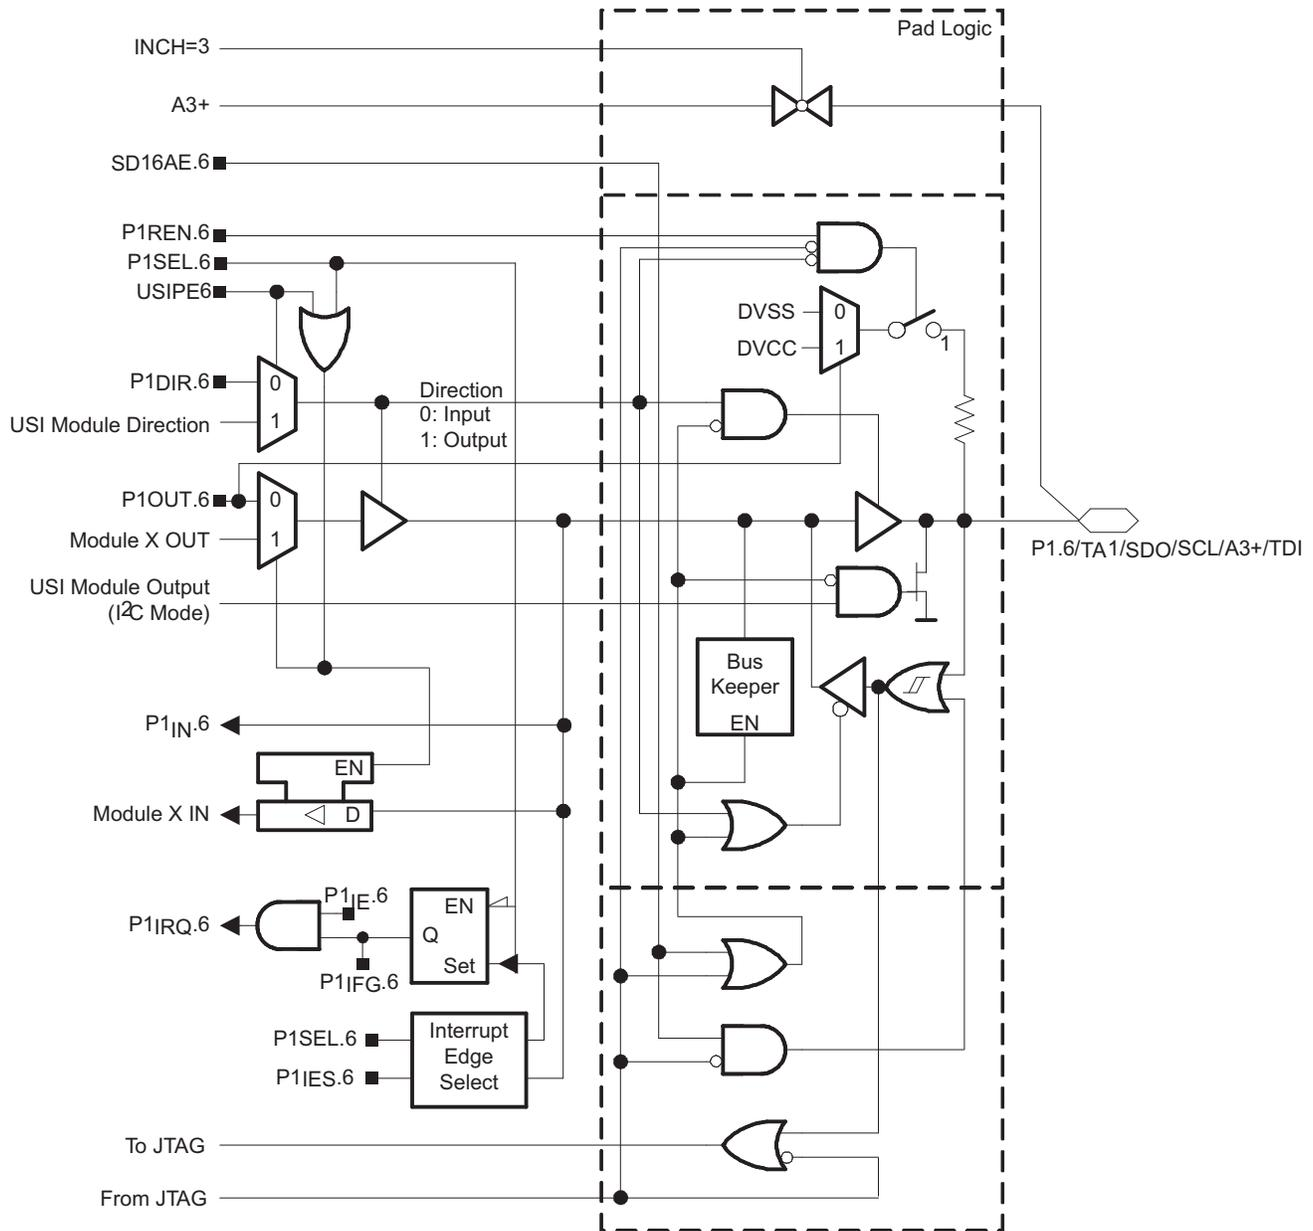 Pad Logic
INCH=3
A3+
SD16AE.6
P1REN.6
P1SEL.6
USIPE6
DVSS
0
DVCC
1
1
P1DIR.6
0
USI Module Direction
1
Direction
0: Input
1: Output
P1OUT.6
0
Module X OUT
1
P1.6/TA1/SDO/SCL/A3+/TDI
USI Module Output
(I2C Mode)
Bus
Keeper
EN
P1IN.6
EN
Module X IN
D
P1IE.6
P1IRQ.6
EN
Q
Set
P1IFG.6
P1SEL.6
P1IES.6
Interrupt
Edge
Select
To JTAG
From JTAG